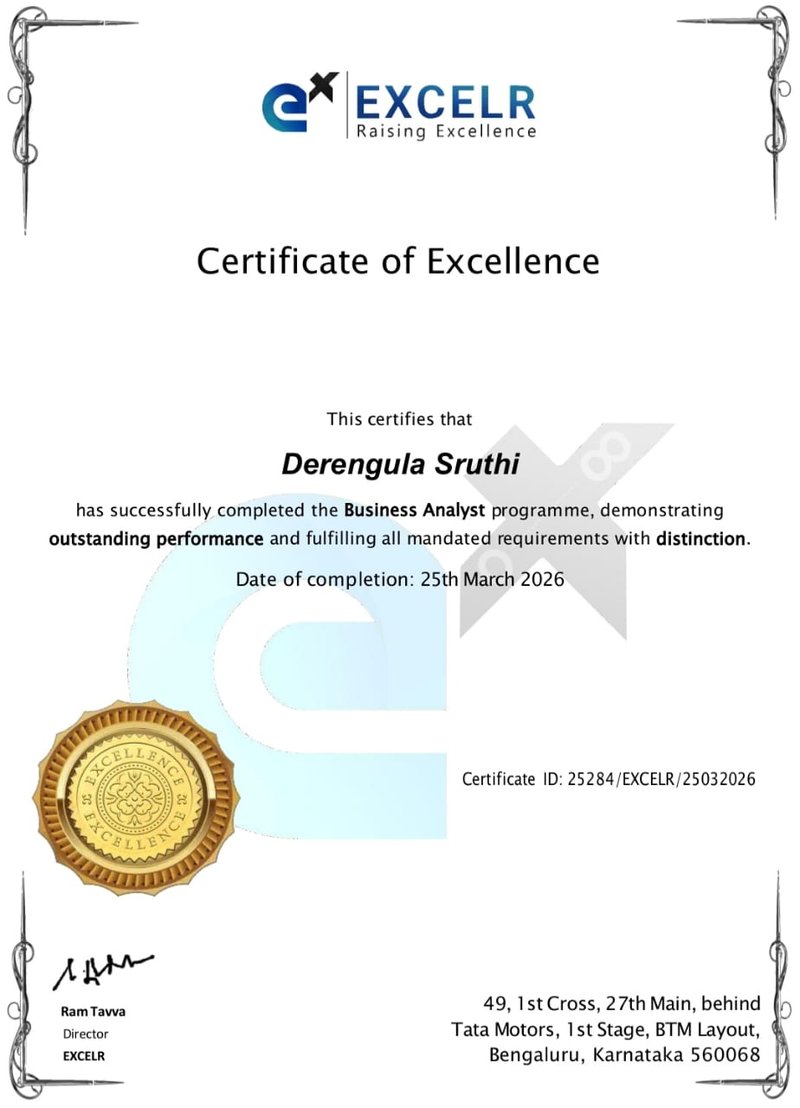 ex EXCELR
Raising Excellence
Certificate of Excellence
This certifies that
Derengula Sruthi
has successfully completed the Business Analyst programme, demonstrating
outstanding performance and fulfilling all mandated requirements with distinction.
Date of completion: 25th March 2026
EXCELLENCE
EXCELLENCE
Certificate ID: 25284/EXCELR/25032026
Ram Tavva
Director
EXCELR
49, 1st Cross, 27th Main, behind
Tata Motors, 1st Stage, BTM Layout,
Bengaluru, Karnataka 560068